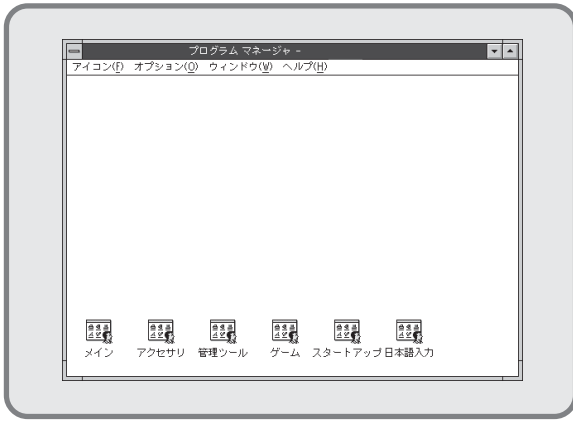 プログラム マネージャ -
アイコン(F) オプション(O) ウィンドウ(W) ヘルプ(H)
メイン アクセサリ 管理ツール ゲーム スタートアップ 日本語入力